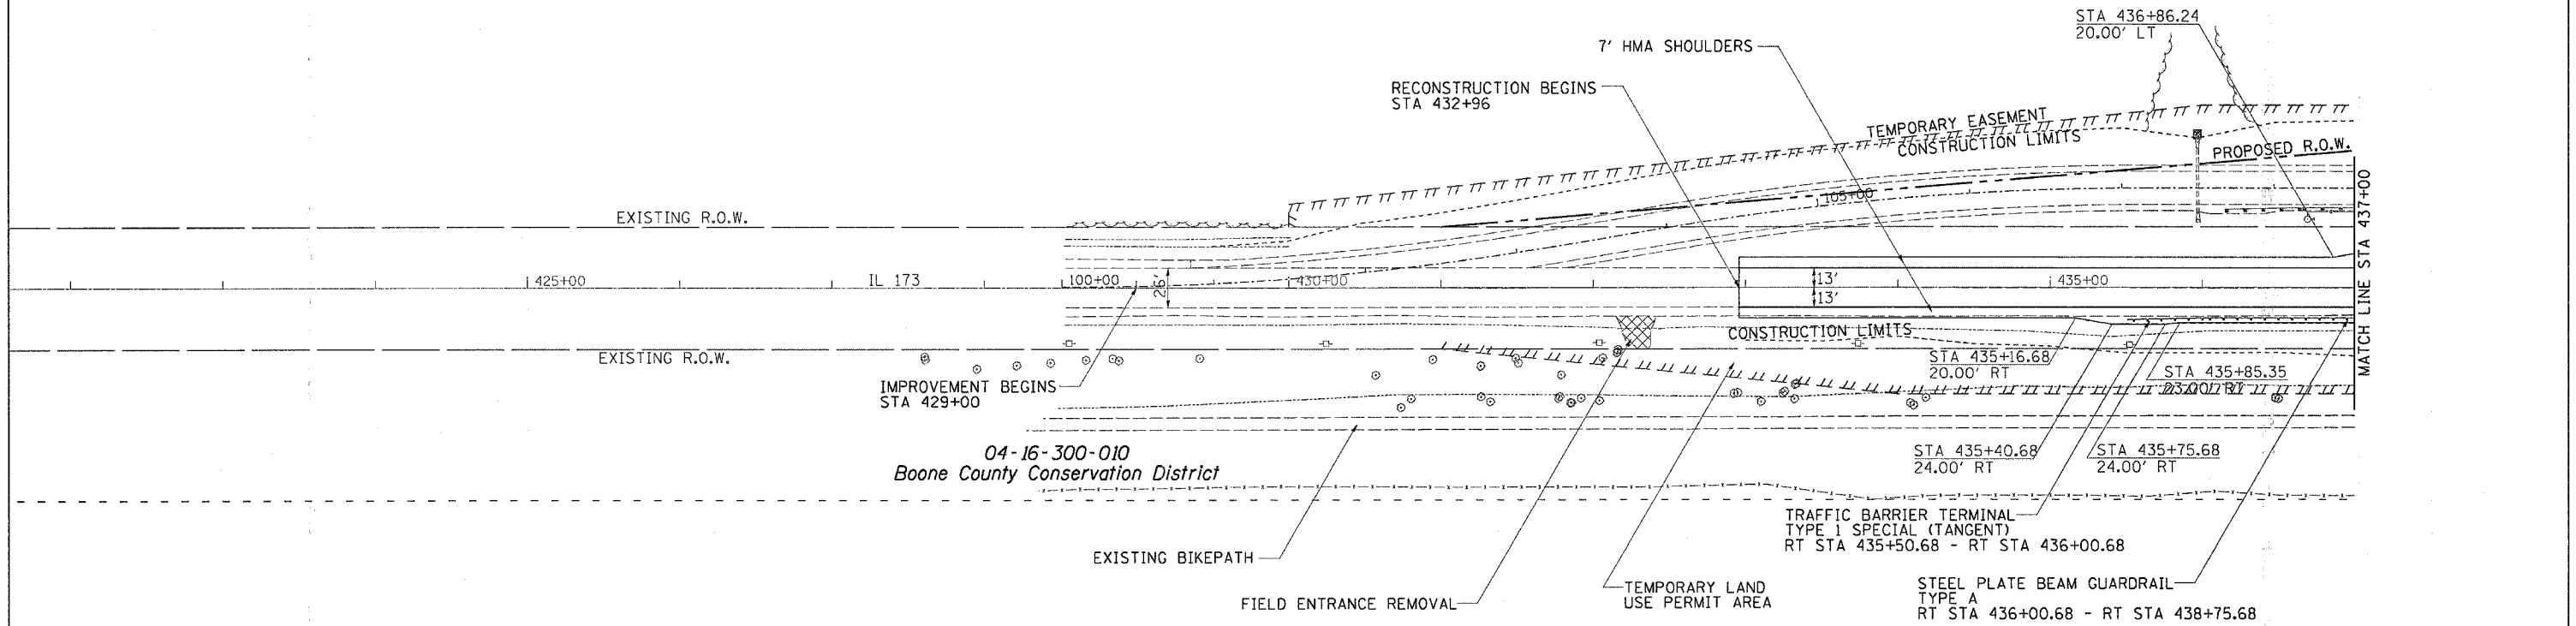 STA 436+86.24
20.00' LT
7' HMA SHOULDERS
RECONSTRUCTION BEGINS
STA 432+96
TEMPORARY EASEMENT
CONSTRUCTION LIMITS
PROPOSED R.O.W.
105+00
EXISTING R.O.W.
MATCH LINE STA 437+00
425+00
IL 173
100+00
26'
430+00
13'
13'
435+00
CONSTRUCTION LIMITS
EXISTING R.O.W.
STA 435+16.68
20.00' RT
STA 435+85.35
23.00' RT
IMPROVEMENT BEGINS
STA 429+00
04-16-300-010
Boone County Conservation District
STA 435+40.68
24.00' RT
STA 435+75.68
24.00' RT
TRAFFIC BARRIER TERMINAL
TYPE 1 SPECIAL (TANGENT)
RT STA 435+50.68 - RT STA 436+00.68
EXISTING BIKEPATH
FIELD ENTRANCE REMOVAL
TEMPORARY LAND
USE PERMIT AREA
STEEL PLATE BEAM GUARDRAIL
TYPE A
RT STA 436+00.68 - RT STA 438+75.68